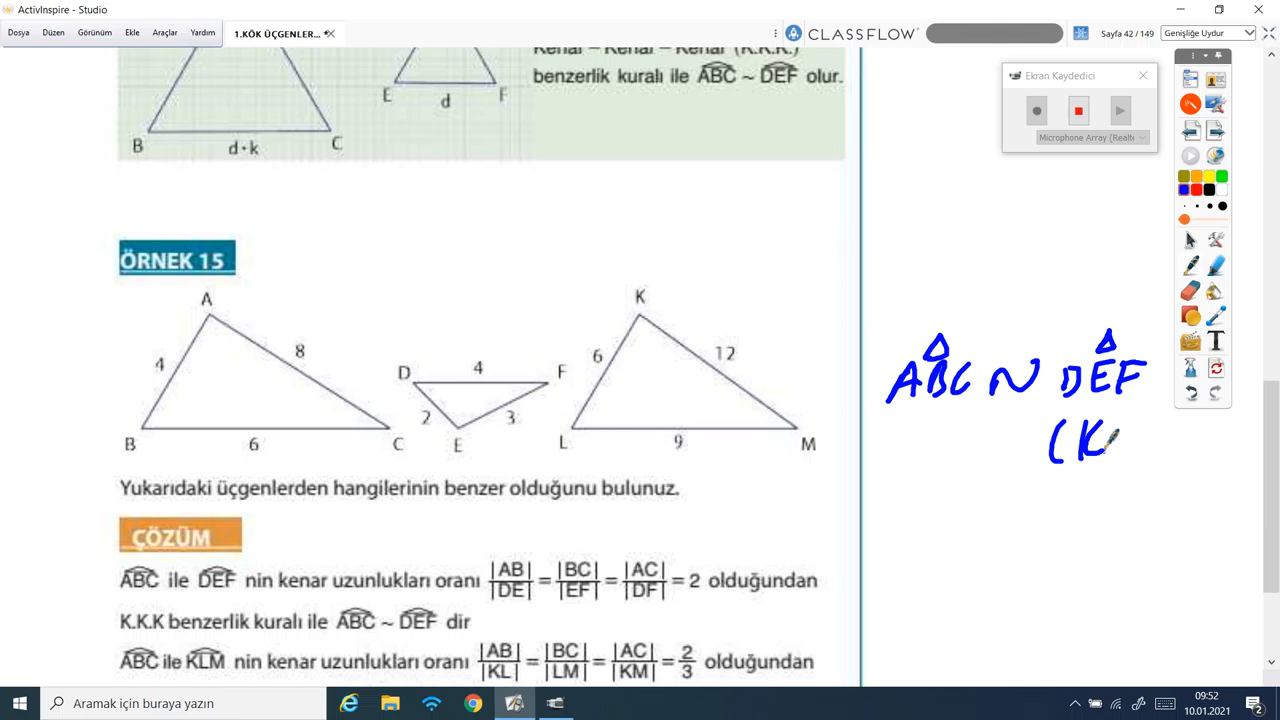 ActivInspire - Studio
Dosya Düzen Görünüm Ekle Araçlar Yardım
1.KÖK ÜÇGENLER...
CLASSFLOW
Sayfa 42 / 149
Genişliğe Uydur
Kenar – Kenar – Kenar (K.K.K.)
benzerlik kuralı ile ABC ~ DEF olur.
E d F
B d·k C
Ekran Kaydedici
Microphone Array (Realt
ÖRNEK 15
A
4 8
B 6 C
D 4 F
2 3
E
K
6 12
L 9 M
ABC ~ DEF
(K
Yukarıdaki üçgenlerden hangilerinin benzer olduğunu bulunuz.
ÇÖZÜM
ABC ile DEF nin kenar uzunlukları oranı |AB|/|DE| = |BC|/|EF| = |AC|/|DF| = 2 olduğundan
K.K.K benzerlik kuralı ile ABC ~ DEF dir
ABC ile KLM nin kenar uzunlukları oranı |AB|/|KL| = |BC|/|LM| = |AC|/|KM| = 2/3 olduğundan
Aramak için buraya yazın
09:52
10.01.2021
2